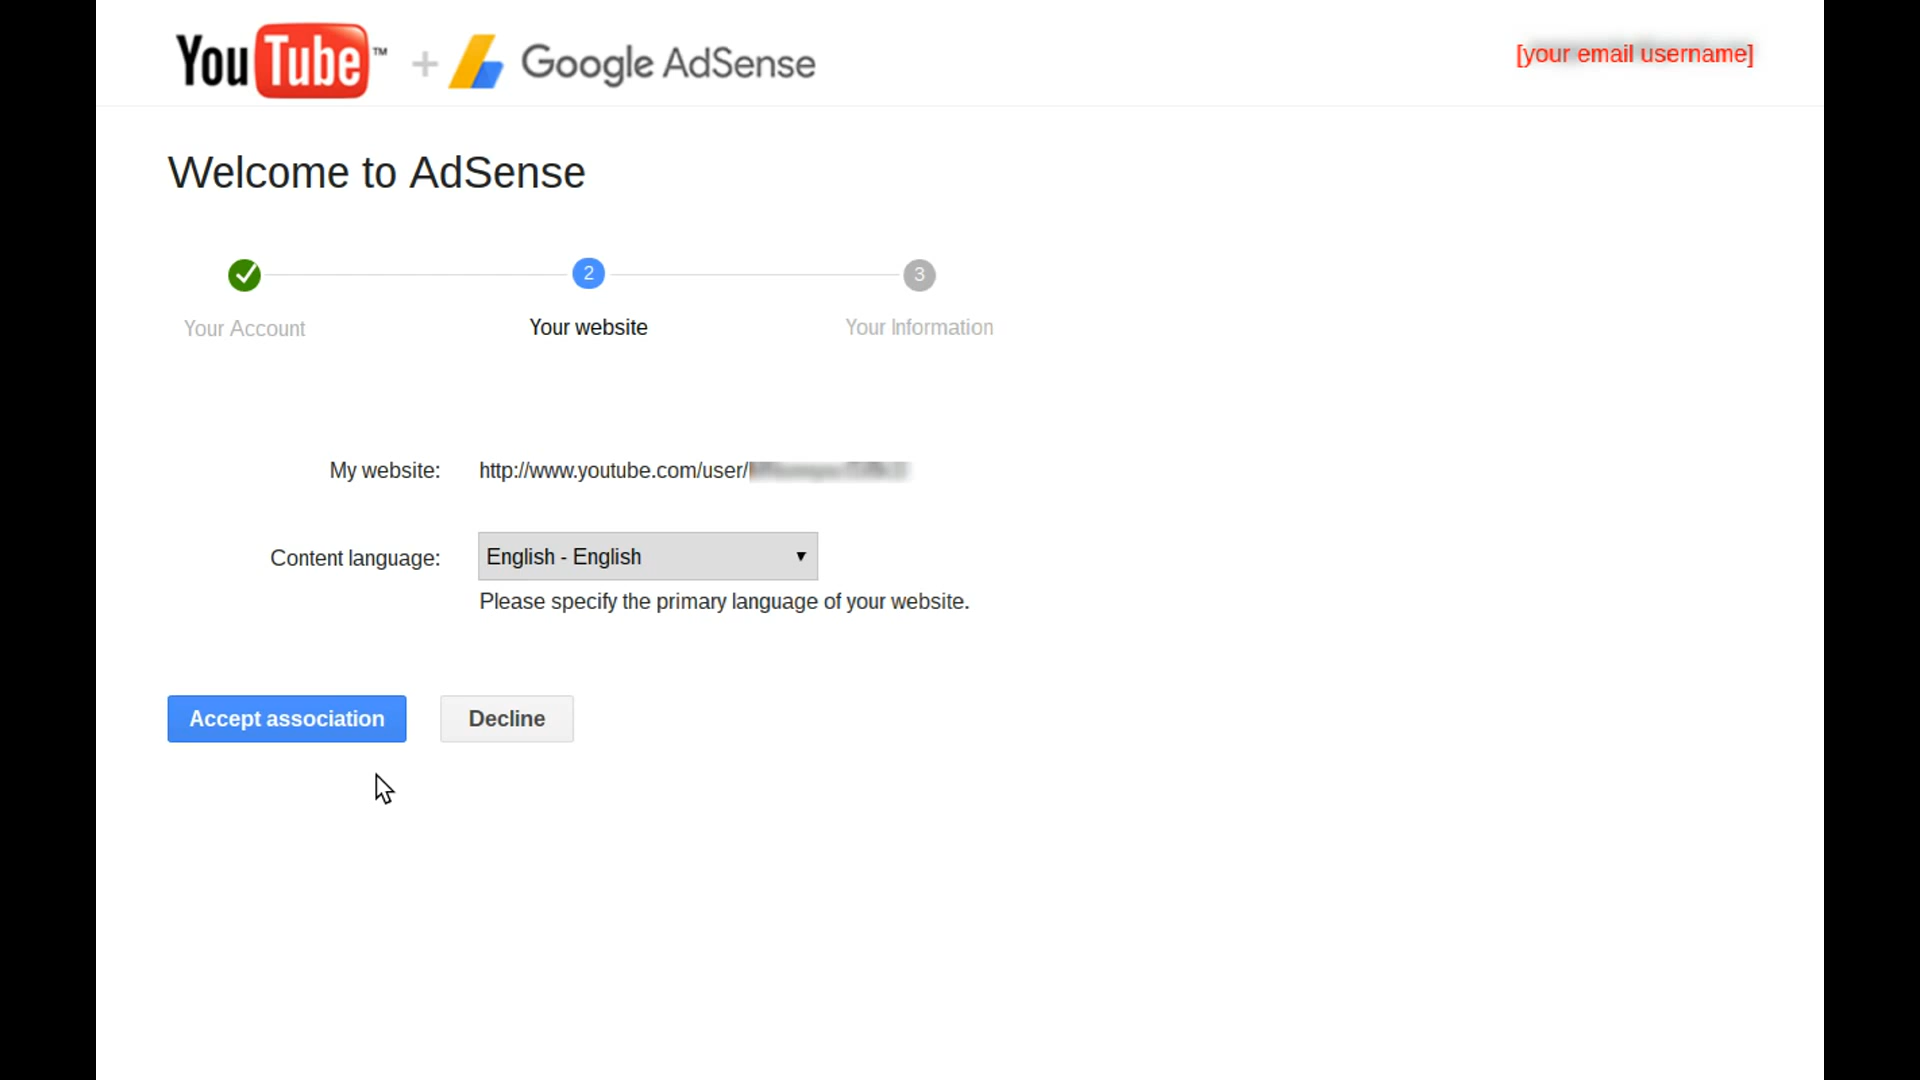 YouTube™ + Google AdSense
[your email username]
Welcome to AdSense
2
3
Your Account
Your website
Your Information
My website: http://www.youtube.com/user/
Content language: English - English
Please specify the primary language of your website.
Accept association
Decline